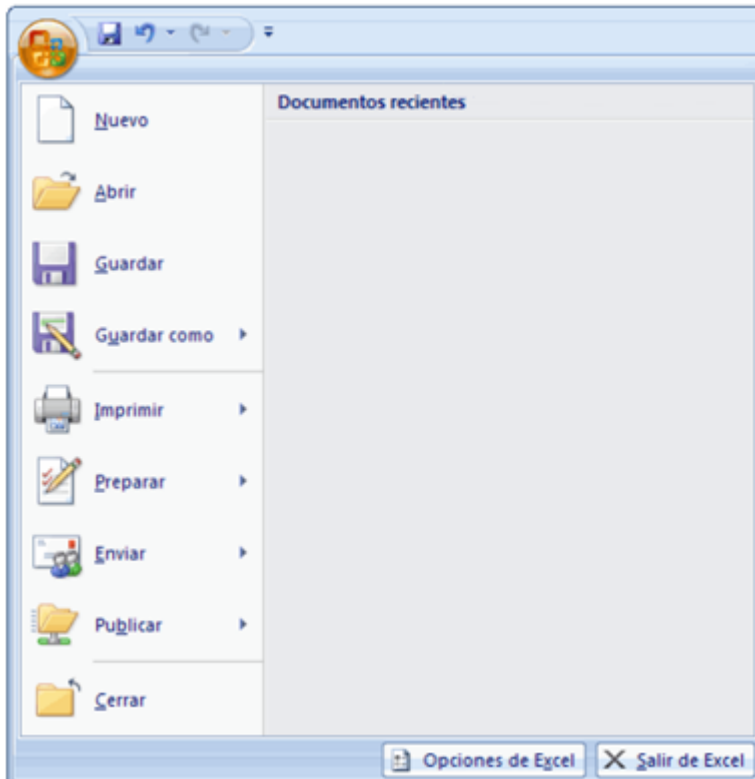 Documentos recientes
Nuevo
Abrir
Guardar
Guardar como
Imprimir
Preparar
Enviar
Publicar
Cerrar
Opciones de Excel
Salir de Excel